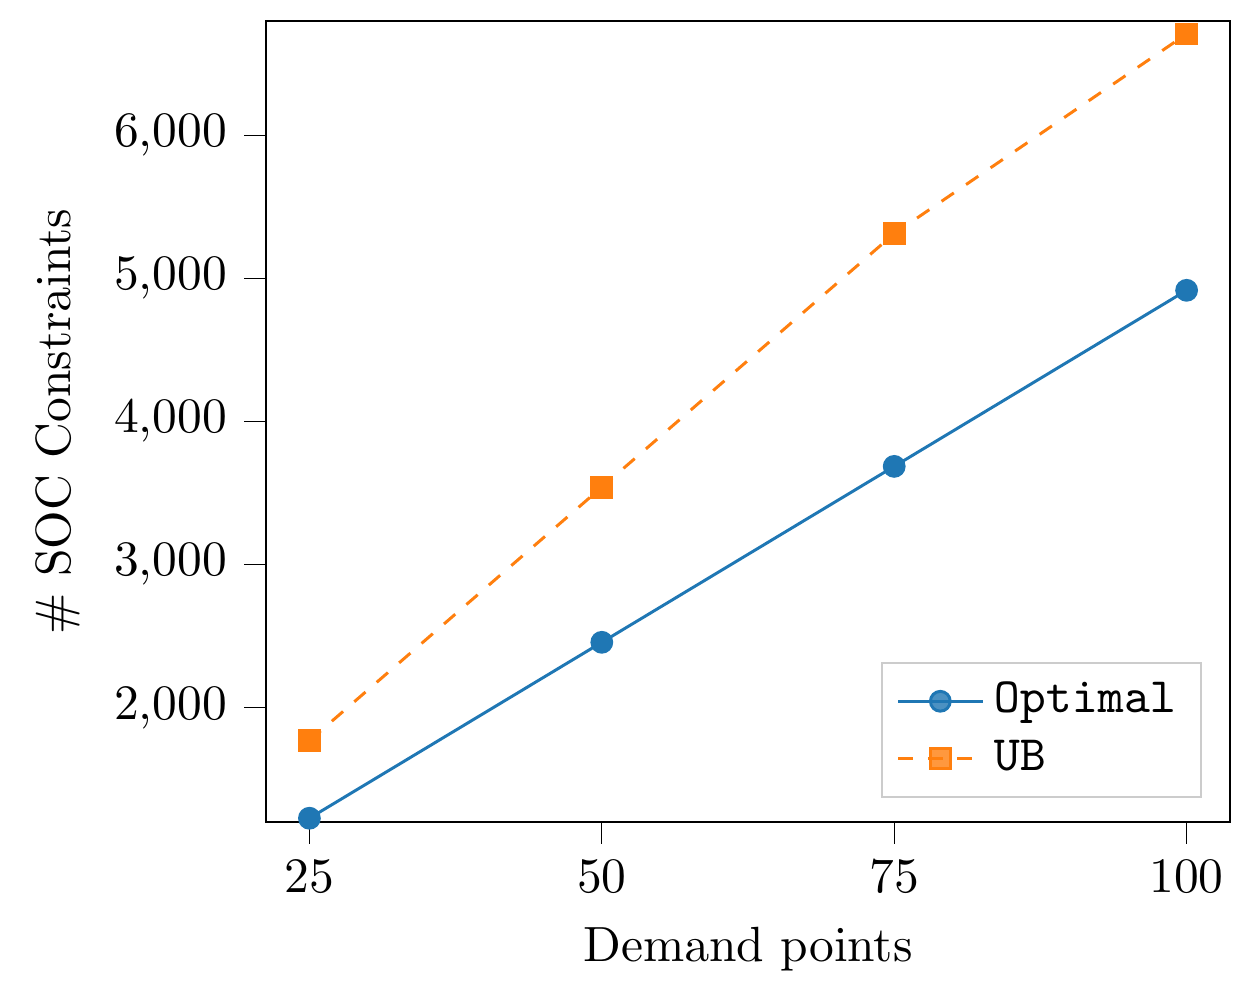 6,000
5,000
4,000
3,000
2,000
# SOC Constraints
25 50 75 100
Demand points
Optimal
UB